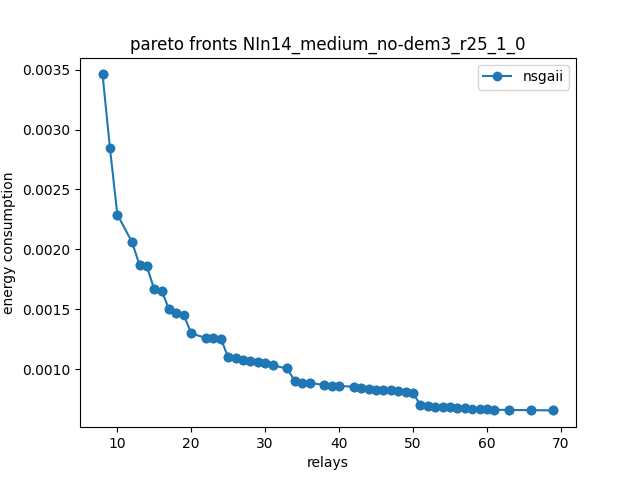 pareto fronts NIn14_medium_no-dem3_r25_1_0
nsgaii
0.0035
0.0030
0.0025
0.0020
0.0015
0.0010
energy consumption
10 20 30 40 50 60 70
relays